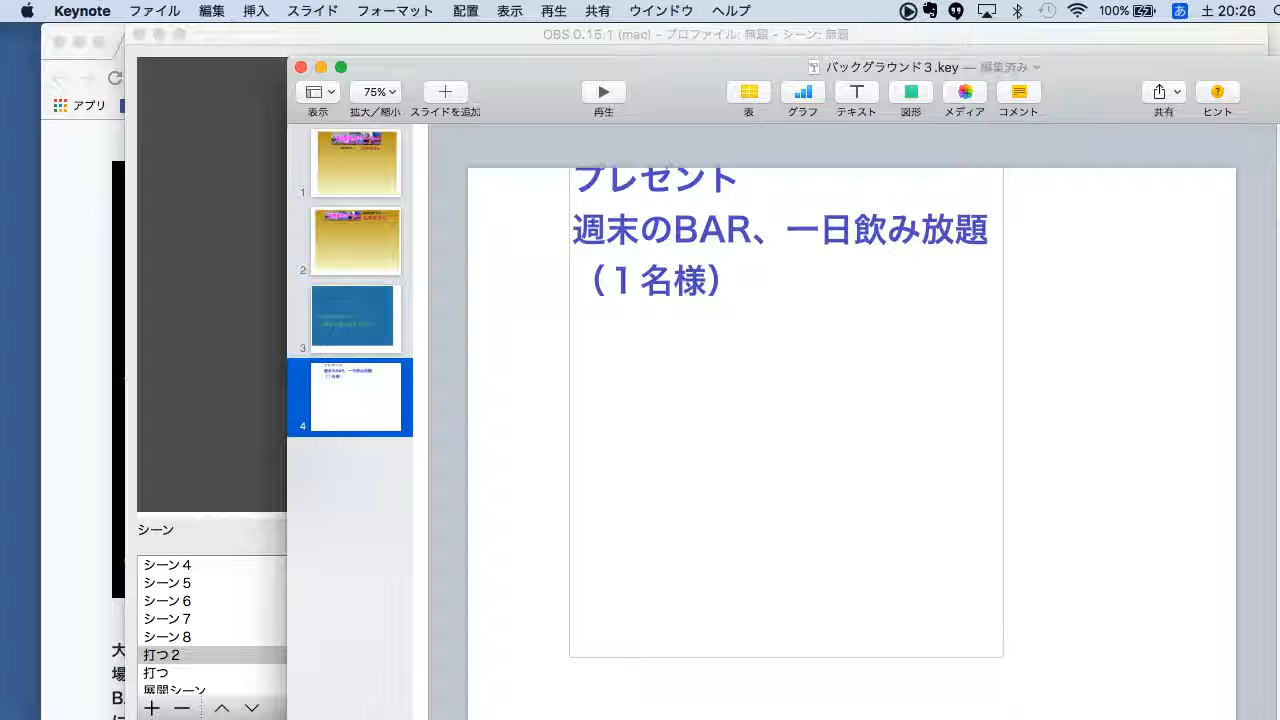 Keynote ファイル 編集 挿入 スライド フォーマット 配置 表示 再生 共有 ウインドウ ヘルプ 100% あ 土 20:26
OBS 0.15.1 (mac) - プロファイル: 無題 - シーン: 無題
バックグラウンド3.key — 編集済み
アプリ
75%
表示 拡大/縮小 スライドを追加 再生 表 グラフ テキスト 図形 メディア コメント 共有 ヒント
1
2
3
4
プレゼント
週末のBAR、一日飲み放題
（１名様）
シーン
シーン４
シーン５
シーン６
シーン７
シーン８
打つ２
打つ
展開シーン
大
場
B